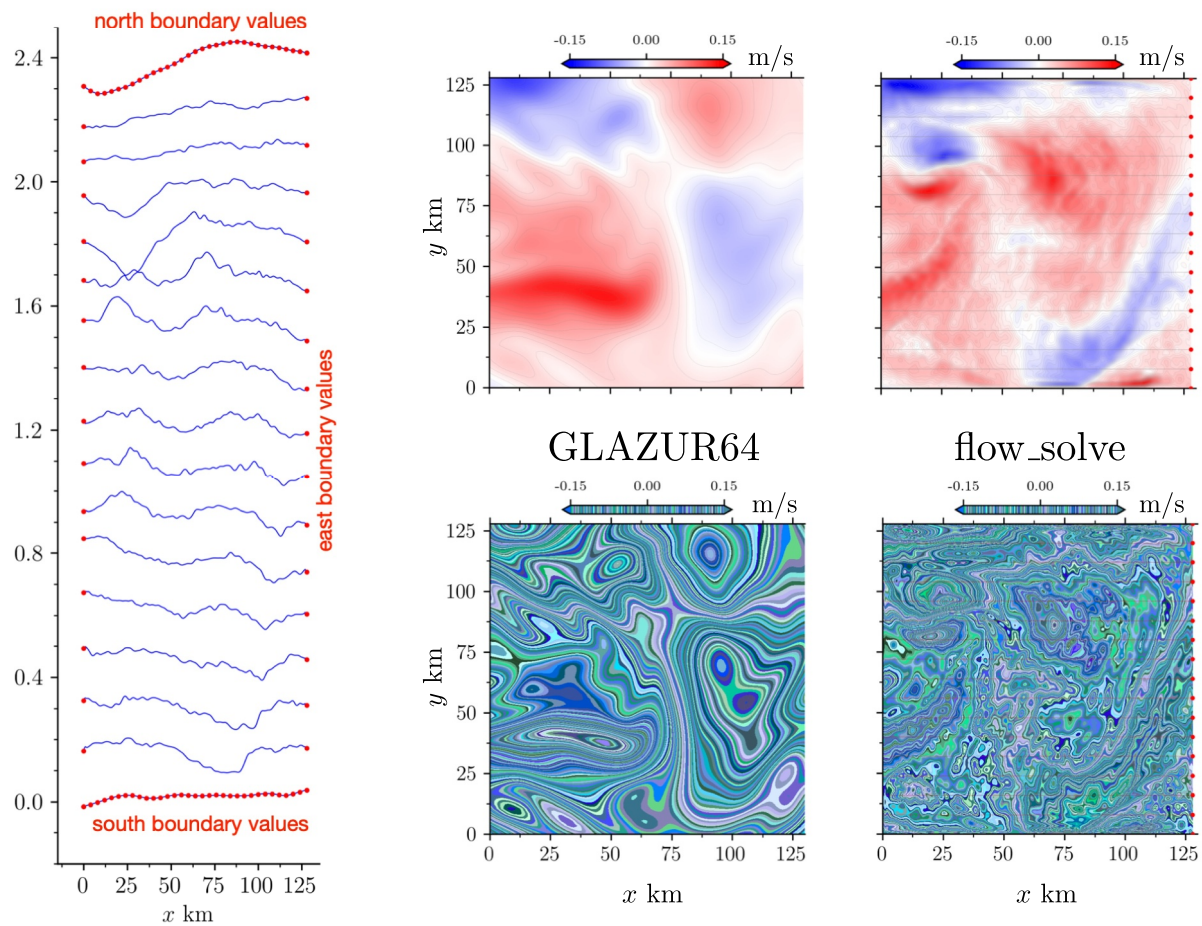 north boundary values
2.4
2.0
1.6
1.2
0.8
0.4
0.0
east boundary values
south boundary values
0 25 50 75 100 125
x km
-0.15 0.00 0.15 m/s
125
100
75
50
25
0
y km
-0.15 0.00 0.15 m/s
GLAZUR64
flow_solve
-0.15 0.00 0.15 m/s
125
100
75
50
25
0
y km
0 25 50 75 100 125
x km
-0.15 0.00 0.15 m/s
0 25 50 75 100 125
x km